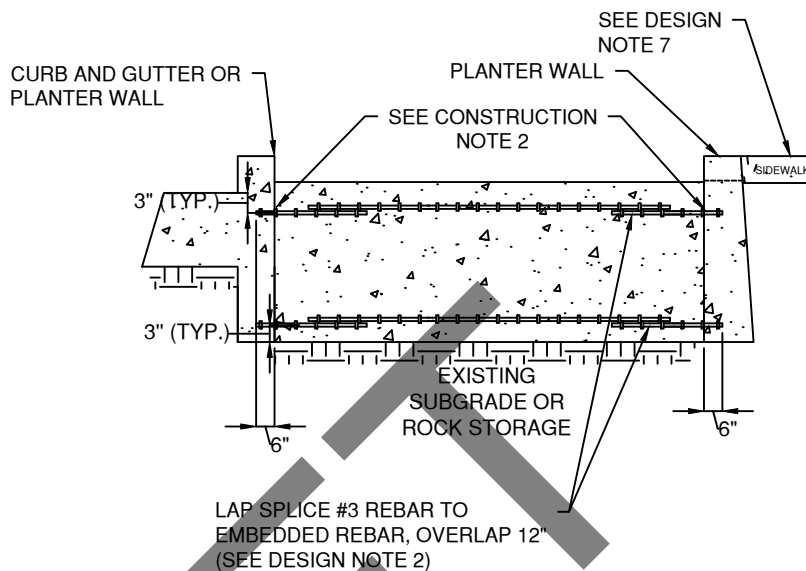 SEE DESIGN
NOTE 7
CURB AND GUTTER OR
PLANTER WALL
PLANTER WALL
SEE CONSTRUCTION
NOTE 2
SIDEWALK
3" (TYP.)
3" (TYP.)
EXISTING
SUBGRADE OR
ROCK STORAGE
6"
6"
LAP SPLICE #3 REBAR TO
EMBEDDED REBAR, OVERLAP 12"
(SEE DESIGN NOTE 2)